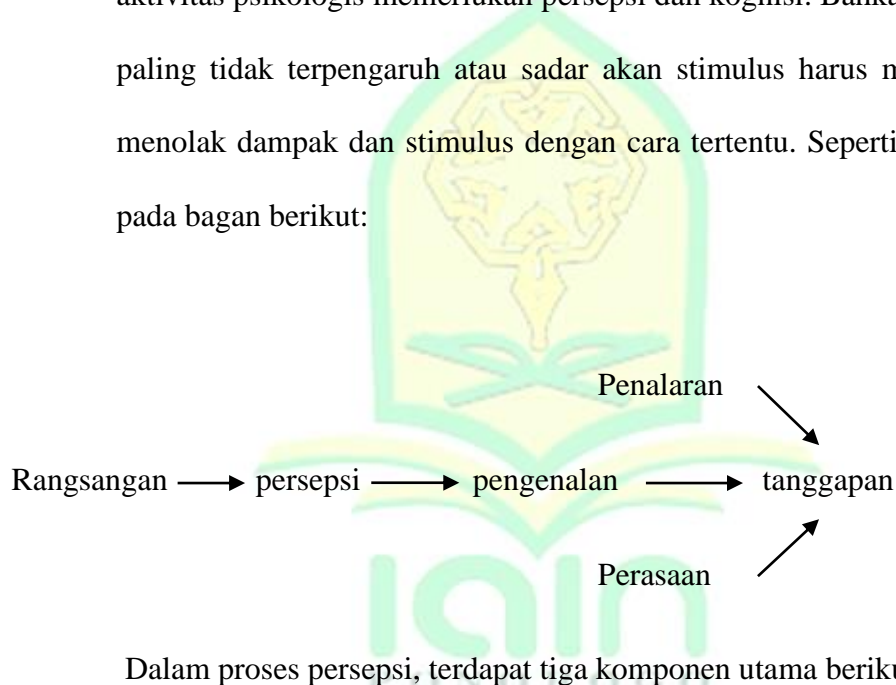 aktivitas psikologis memerlukan persepsi dan kognisi.
paling tidak terpengaruh atau sadar akan stimulus harus
menolak dampak dan stimulus dengan cara tertentu. Seperti
pada bagan berikut:
Penalaran
Rangsangan persepsi pengenalan tanggapan
Perasaan
iain
Dalam proses persepsi, terdapat tiga komponen utama